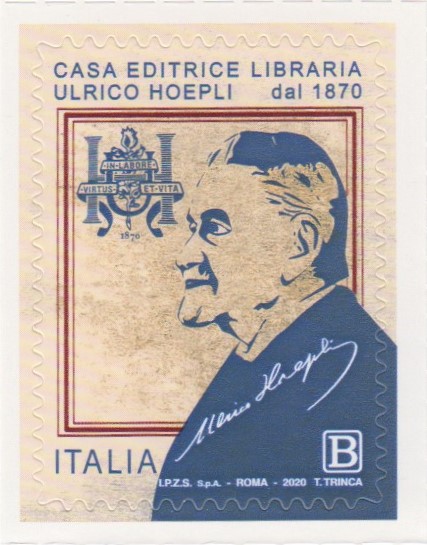 CASA EDITRICE LIBRARIA
ULRICO HOEPLI dal 1870
IN·LABORE
VIRTUS ET·VITA
H
1870
Ulrico Hoepli
ITALIA
B
I.P.Z.S. S.p.A. - ROMA - 2020 T. TRINCA